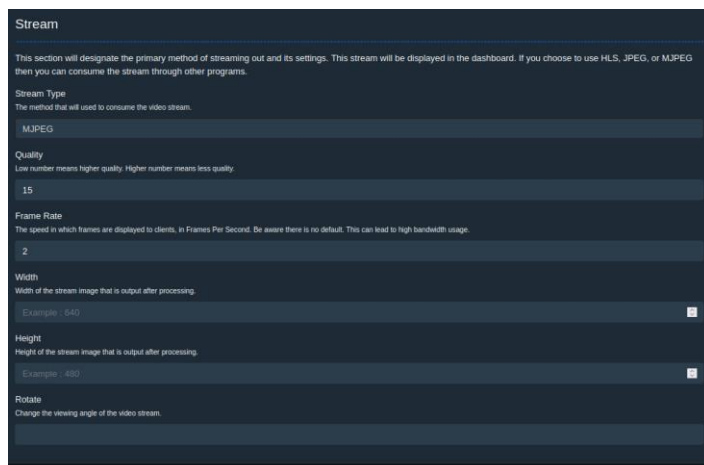 Stream
This section will designate the primary method of streaming out and its settings. This stream will be displayed in the dashboard. If you choose to use HLS, JPEG, or MJPEG
then you can consume the stream through other programs.
Stream Type
The method that will used to consume the video stream.
MJPEG
Quality
Low number means higher quality. Higher number means less quality.
15
Frame Rate
The speed in which frames are displayed to clients, in Frames Per Second. Be aware there is no default. This can lead to high bandwidth usage.
2
Width
Width of the stream image that is output after processing.
Example : 640
Height
Height of the stream image that is output after processing.
Example : 480
Rotate
Change the viewing angle of the video stream.